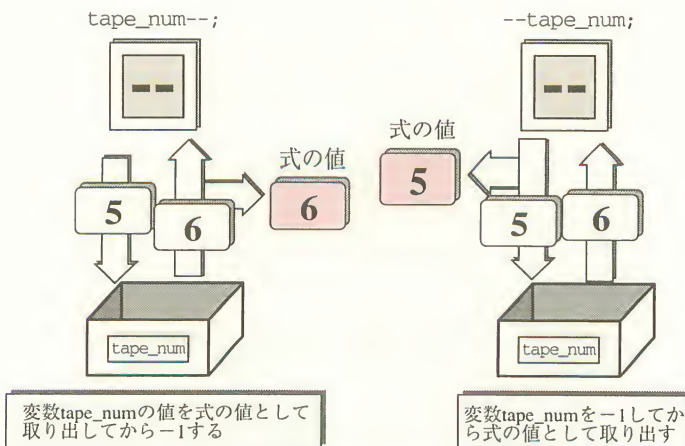 tape_num--;
--
式の値
6
5
6
tape_num
変数tape_numの値を式の値として
取り出してから－1する
--tape_num;
--
式の値
5
5
6
tape_num
変数tape_numを－1してか
ら式の値として取り出す